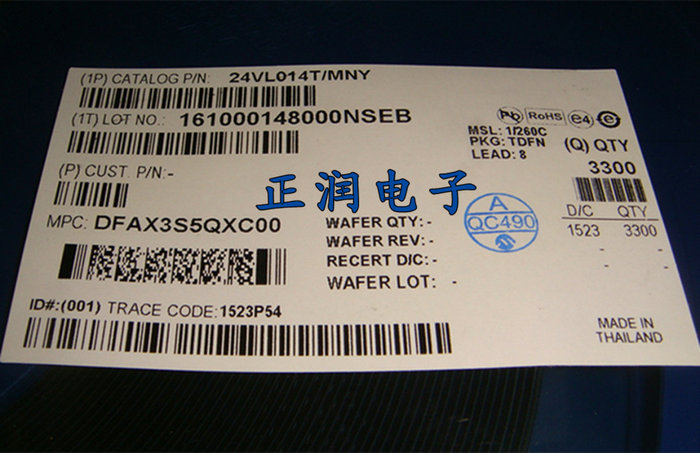 (1P) CATALOG P/N: 24VL014T/MNY
(1T) LOT NO.: 161000148000NSEB
Pb RoHS e4 e
MSL: 1/260C
PKG: TDFN
LEAD: 8
(Q) QTY
3300
(P) CUST. P/N:-
正润电子
MPC: DFAX3S5QXC00
WAFER QTY: -
WAFER REV: -
RECERT D/C: -
WAFER LOT: -
A
QC490
D/C QTY
1523 3300
- -
- -
ID#:(001) TRACE CODE: 1523P54
MADE IN
THAILAND